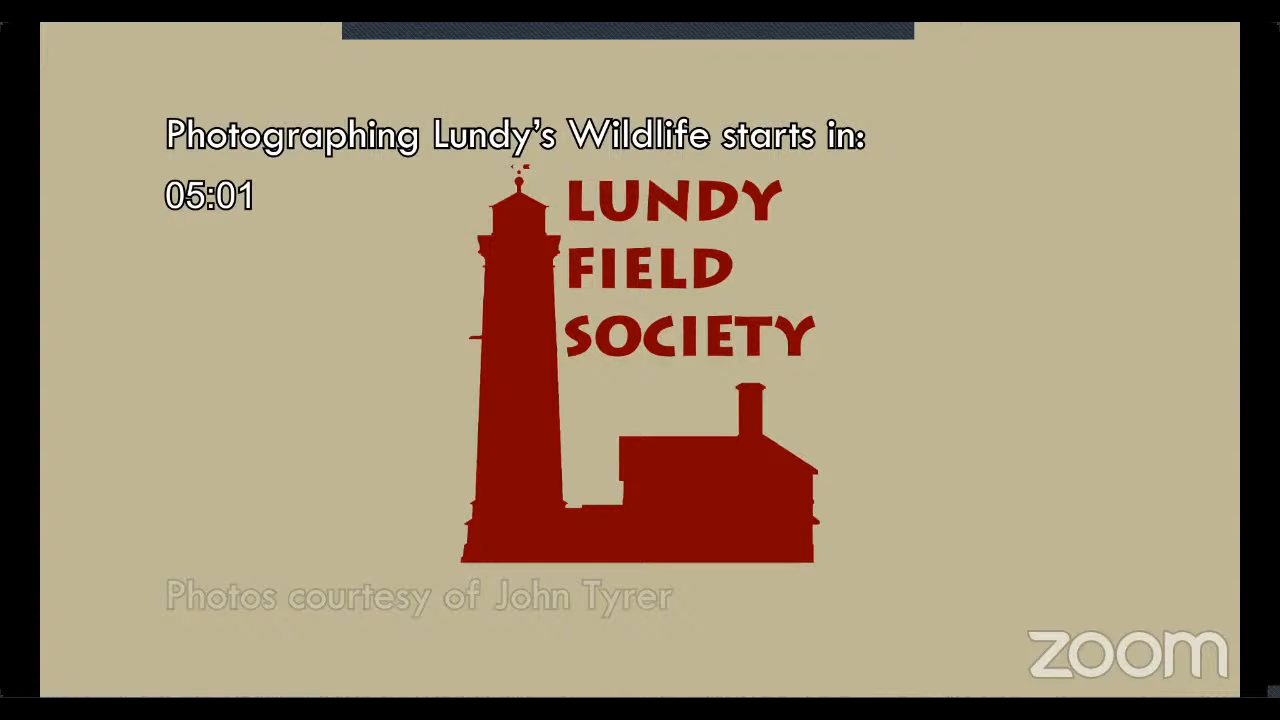 Photographing Lundy's Wildlife starts in:
05:01
LUNDY
FIELD
SOCIETY
Photos courtesy of John Tyrer
zoom